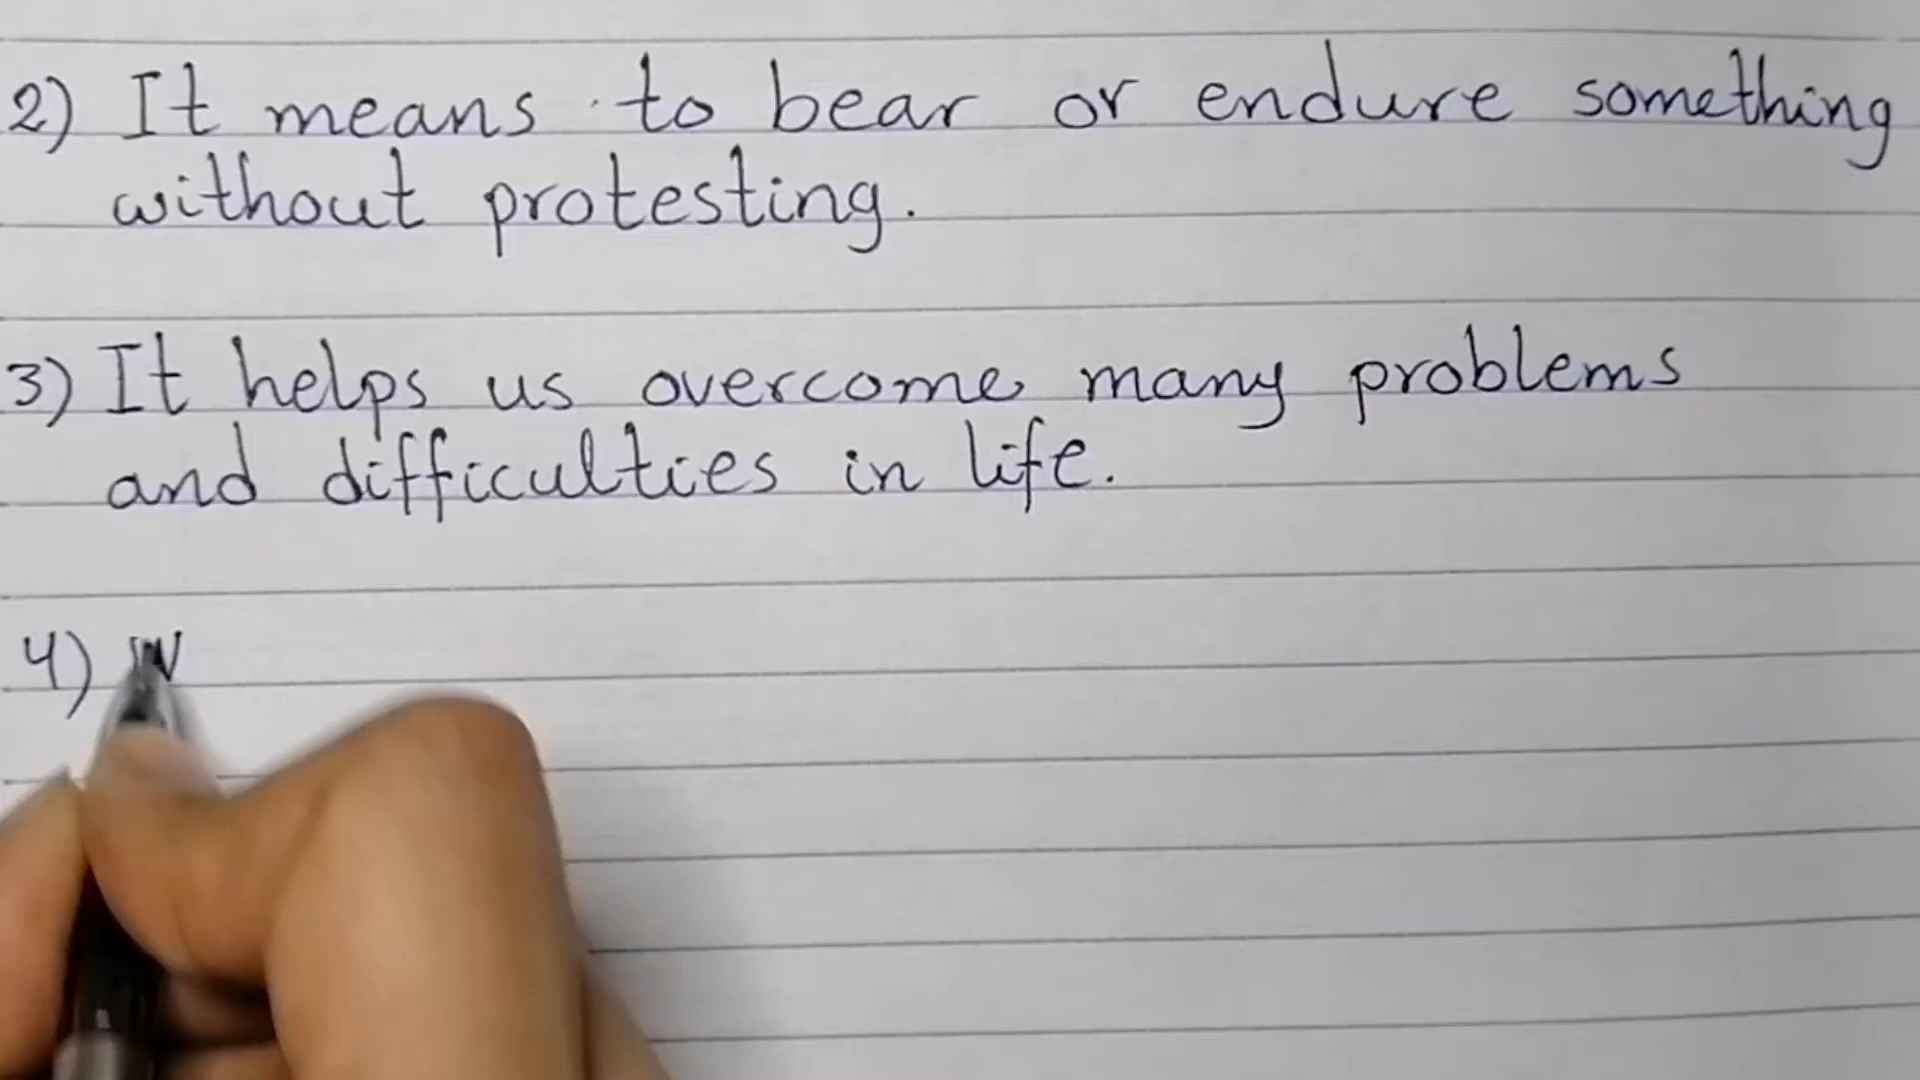 2) It means to bear or endure something
without protesting.
3) It helps us overcome many problems
and difficulties in life.
4) W